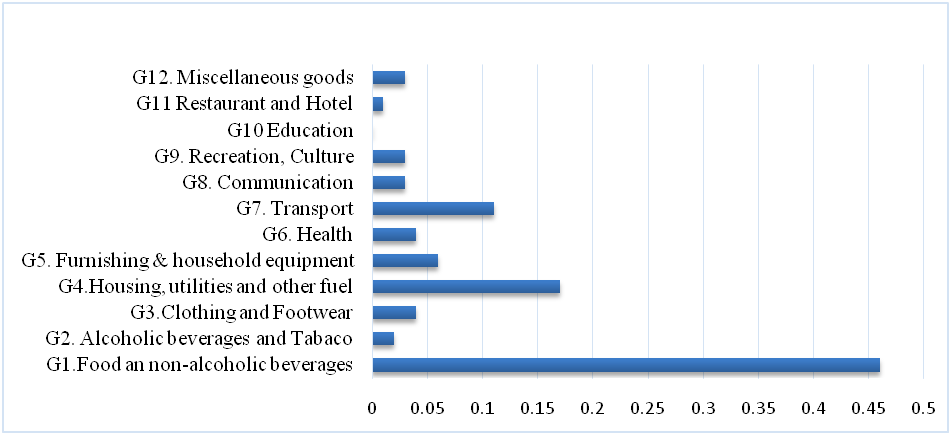 G12. Miscellaneous goods
G11 Restaurant and Hotel
G10 Education
G9. Recreation, Culture
G8. Communication
G7. Transport
G6. Health
G5. Furnishing & household equipment
G4.Housing, utilities and other fuel
G3.Clothing and Footwear
G2. Alcoholic beverages and Tabaco
G1.Food an non-alcoholic beverages
0 0.05 0.1 0.15 0.2 0.25 0.3 0.35 0.4 0.45 0.5